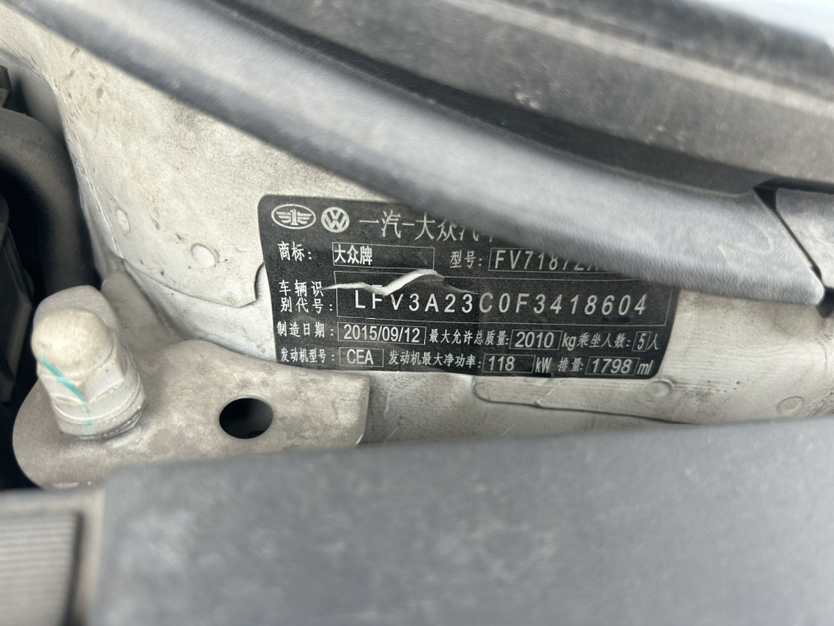 一汽-大众汽
商标: 大众牌 型号: FV7187
车辆识别代号: LFV3A23C0F3418604
制造日期: 2015/09/12 最大允许总质量: 2010 kg 乘坐人数: 5 人
发动机型号: CEA 发动机最大净功率: 118 kW 排量: 1798 ml